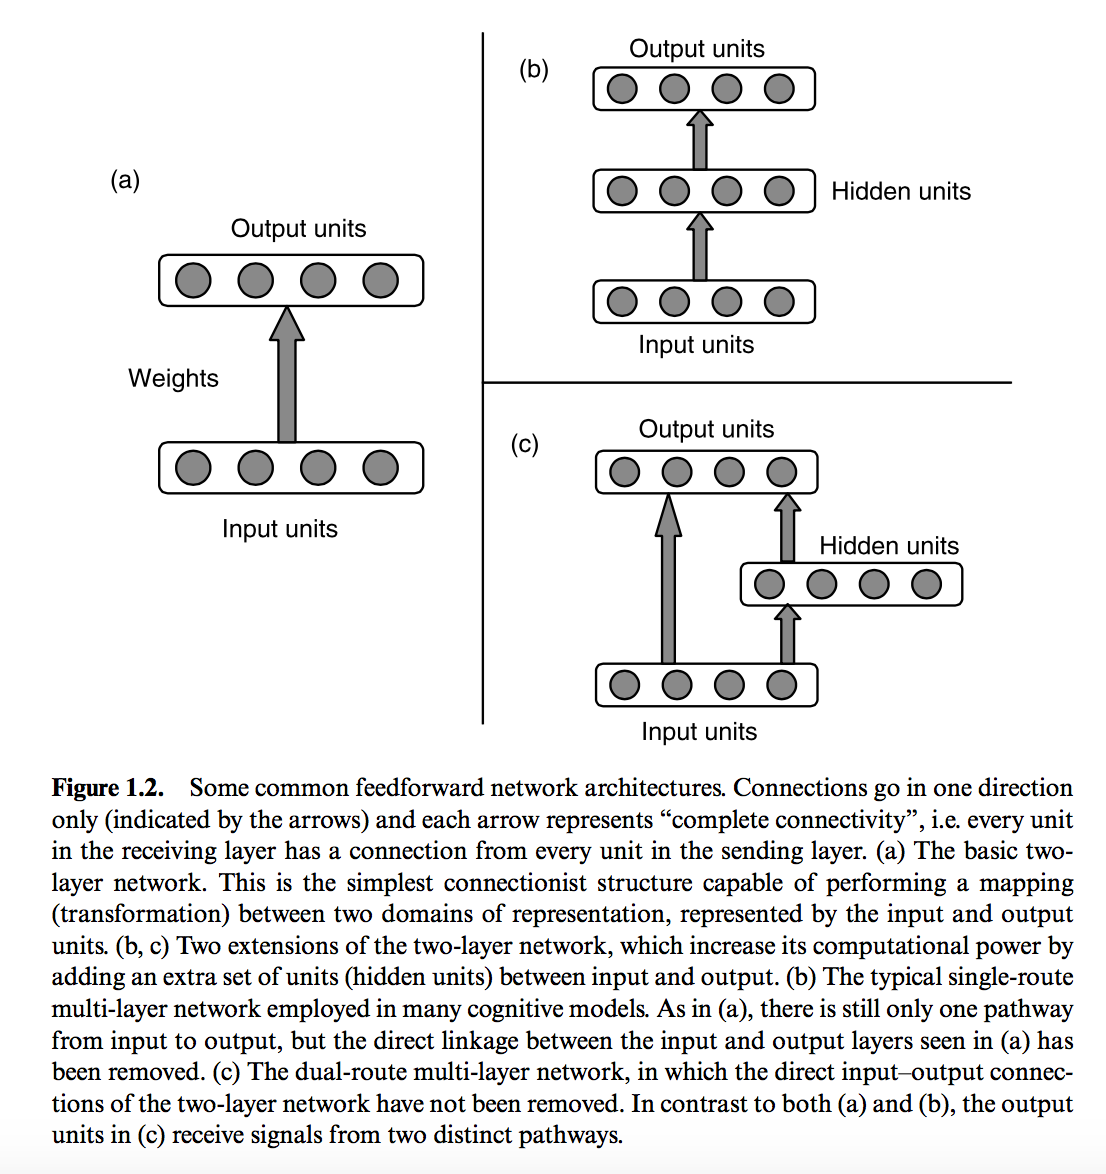 (a)
Output units
Weights
Input units
(b)
Output units
Hidden units
Input units
(c)
Output units
Hidden units
Input units
Figure 1.2. Some common feedforward network architectures. Connections go in one direction
only (indicated by the arrows) and each arrow represents “complete connectivity”, i.e. every unit
in the receiving layer has a connection from every unit in the sending layer. (a) The basic two-
layer network. This is the simplest connectionist structure capable of performing a mapping
(transformation) between two domains of representation, represented by the input and output
units. (b, c) Two extensions of the two-layer network, which increase its computational power by
adding an extra set of units (hidden units) between input and output. (b) The typical single-route
multi-layer network employed in many cognitive models. As in (a), there is still only one pathway
from input to output, but the direct linkage between the input and output layers seen in (a) has
been removed. (c) The dual-route multi-layer network, in which the direct input–output connec-
tions of the two-layer network have not been removed. In contrast to both (a) and (b), the output
units in (c) receive signals from two distinct pathways.